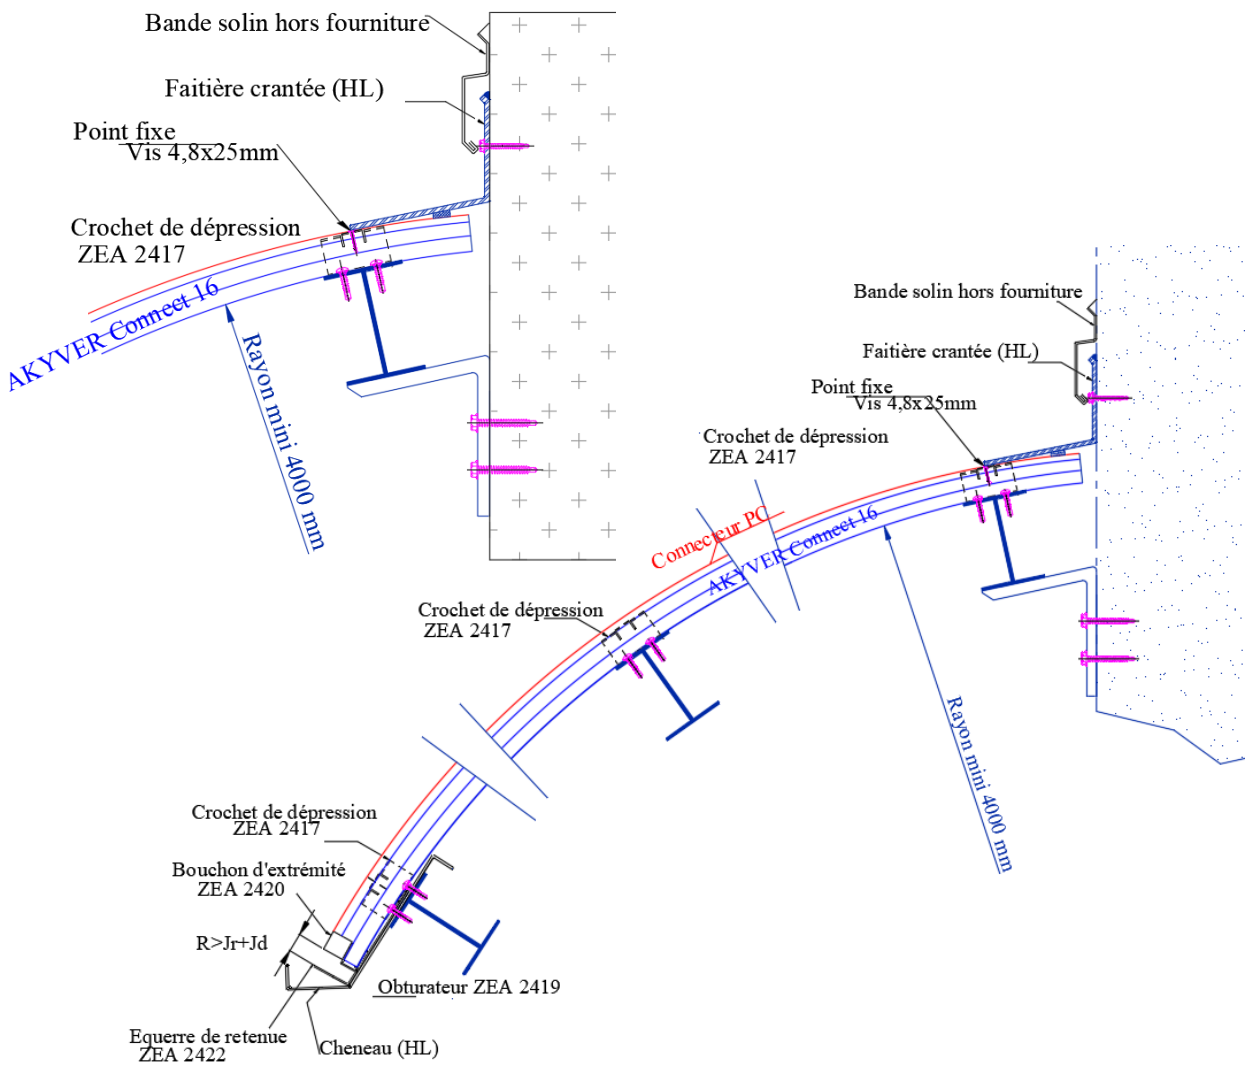 Bande solin hors fourniture
Faitière crantée (HL)
Point fixe
Vis 4,8x25mm
Crochet de dépression
ZEA 2417
AKYVER Connect 16
Rayon mini 4000 mm
Bande solin hors fourniture
Faitière crantée (HL)
Point fixe
Vis 4,8x25mm
Crochet de dépression
ZEA 2417
Connecteur PC
AKYVER Connect 16
Rayon mini 4000 mm
Crochet de dépression
ZEA 2417
Crochet de dépression
ZEA 2417
Bouchon d'extrémité
ZEA 2420
R>Jr+Jd
Obturateur ZEA 2419
Equerre de retenue
ZEA 2422
Cheneau (HL)